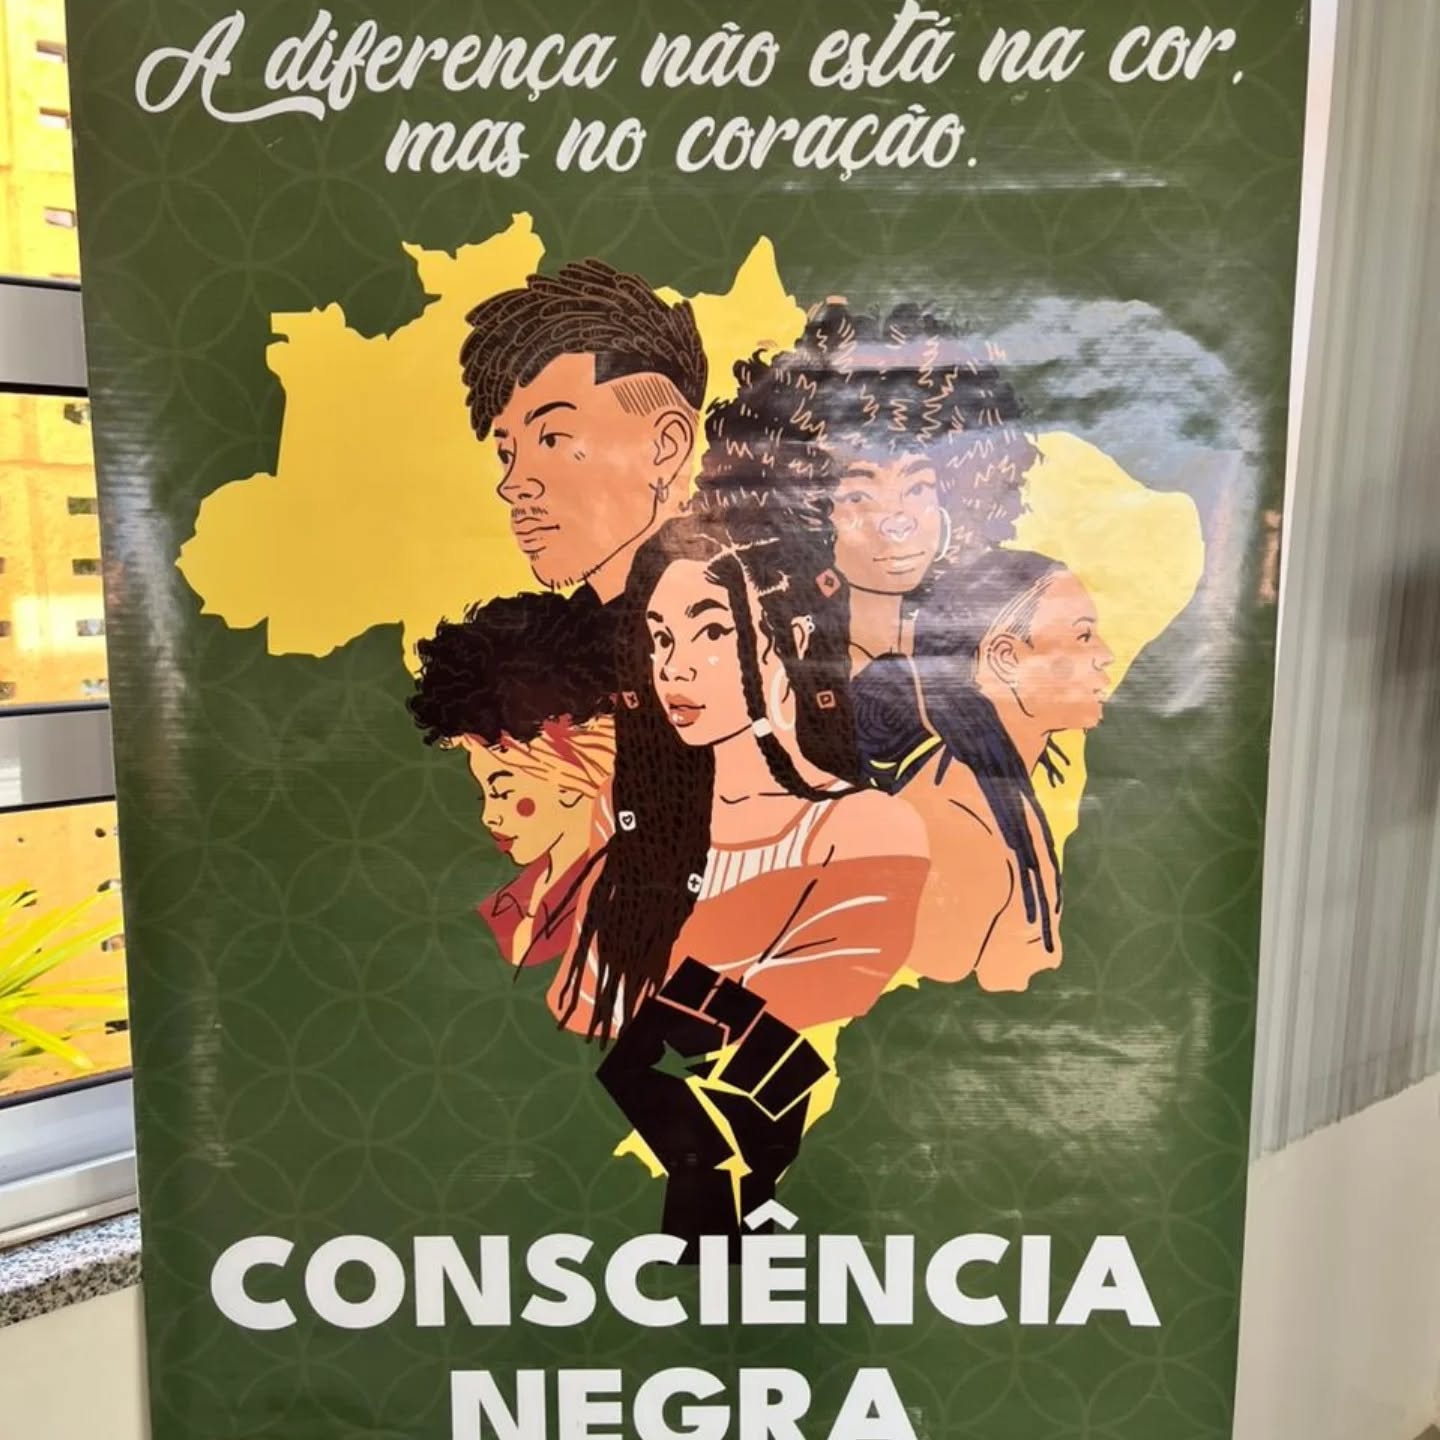 A diferença não está na cor,
mas no coração.
CONSCIÊNCIA
NEGRA